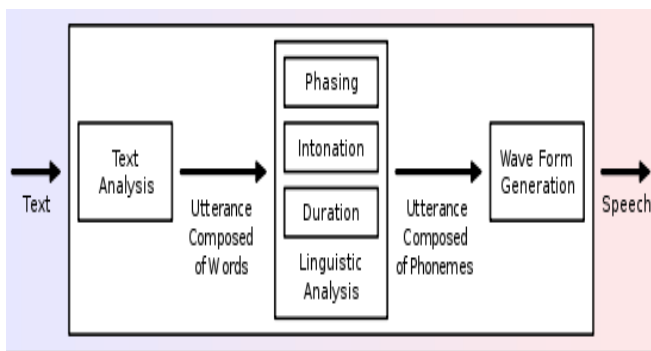 Text
Text
Analysis
Utterance
Composed
of Words
Phasing
Intonation
Duration
Linguistic
Analysis
Utterance
Composed
of Phonemes
Wave Form
Generation
Speech